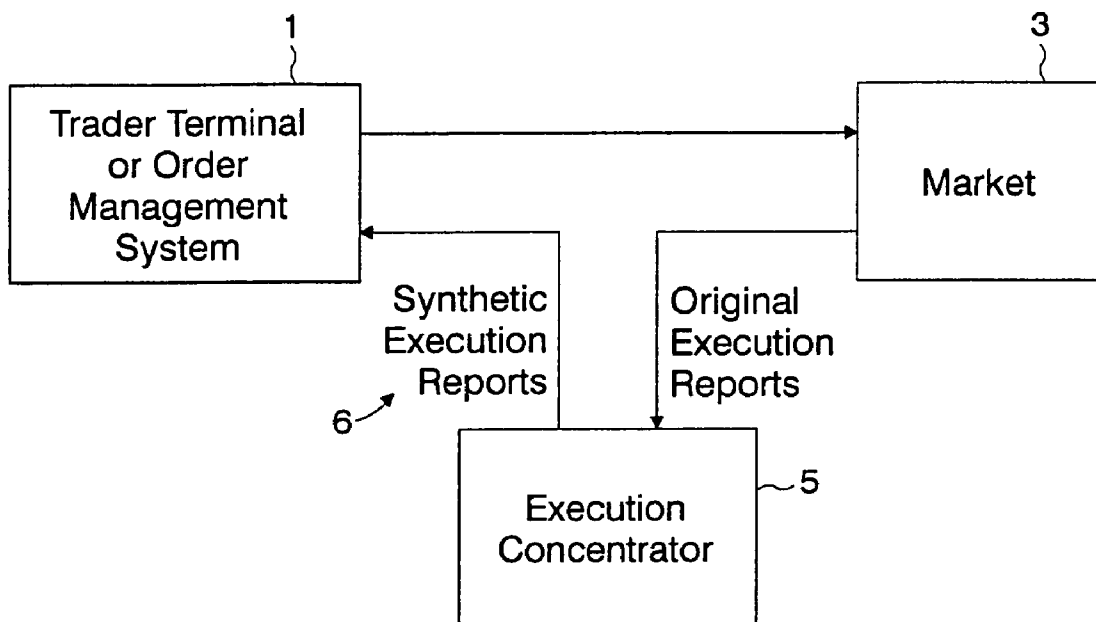 1
3
Trader Terminal
or Order
Management
System
Market
Synthetic
Execution
Reports
Original
Execution
Reports
6
5
Execution
Concentrator